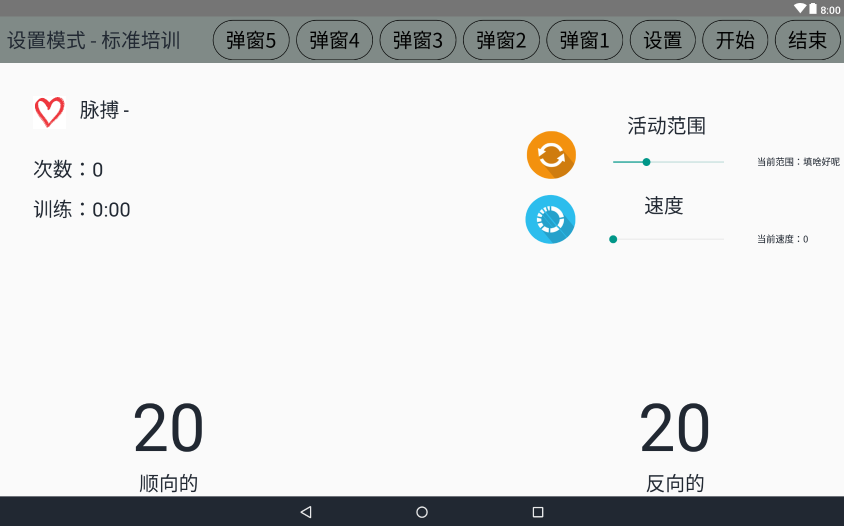 8:00
设置模式 - 标准培训 弹窗5 弹窗4 弹窗3 弹窗2 弹窗1 设置 开始 结束
脉搏 -
活动范围
当前范围：填啥好呢
次数：0
训练：0:00
速度
当前速度：0
20 20
顺向的 反向的